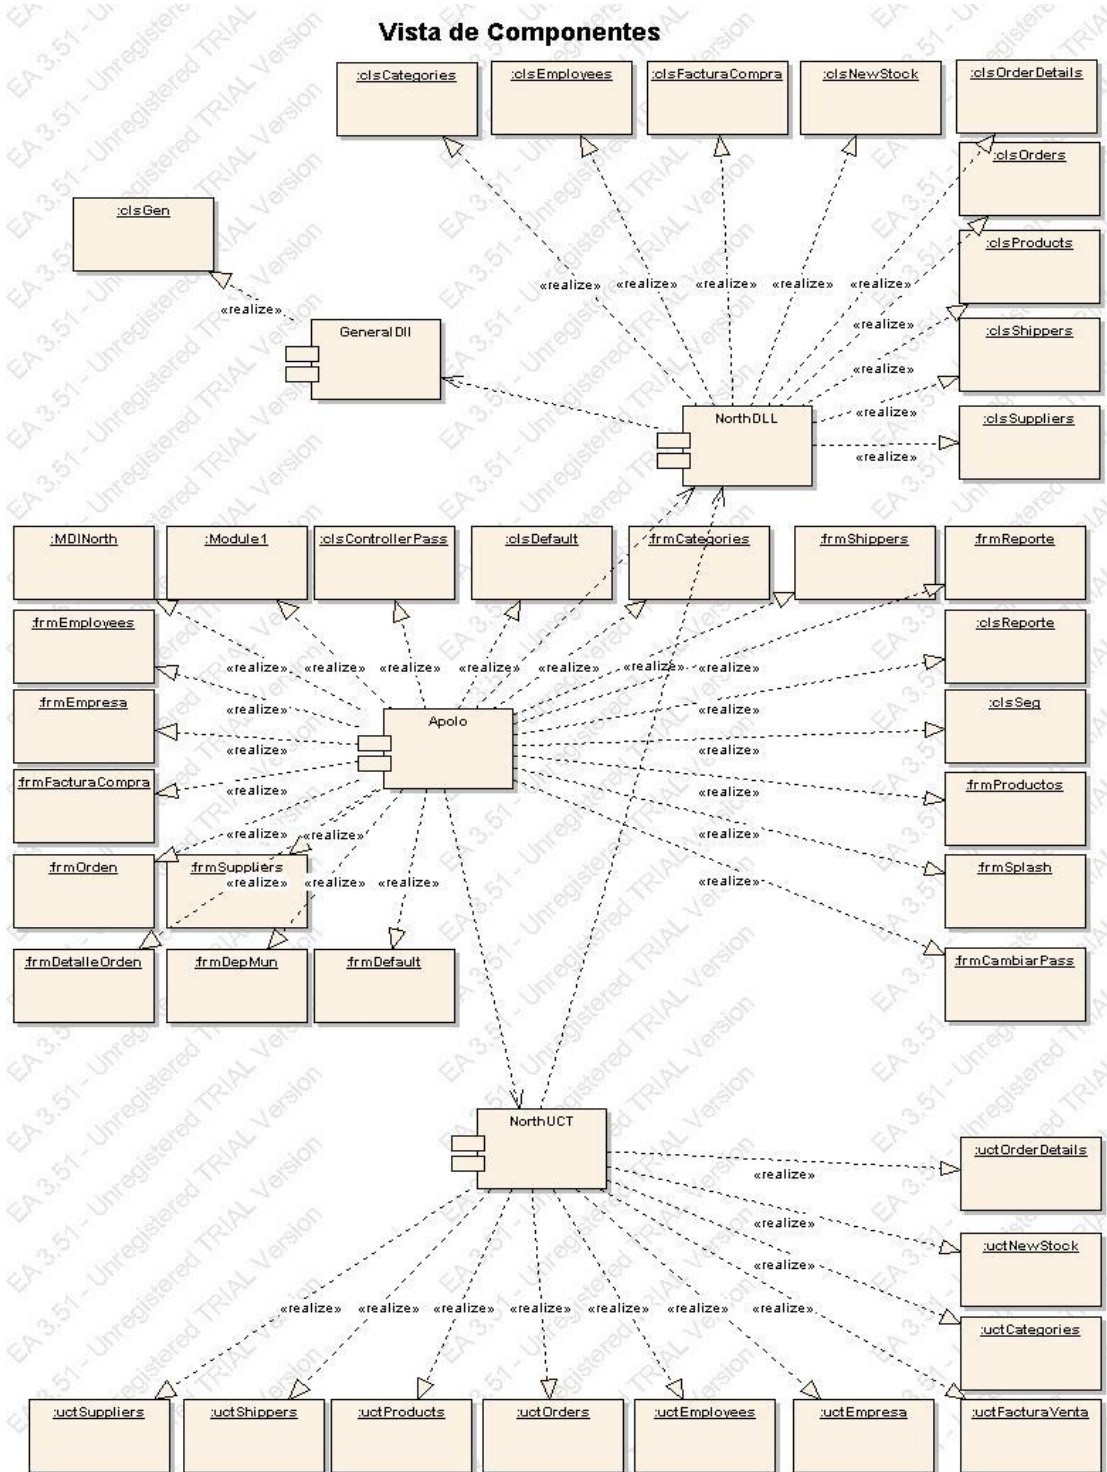 Vista de Componentes
:clsCategories
:clsEmployees
:clsFacturaCompra
:clsNewStock
:clsOrderDetails
:clsOrders
:clsGen
:clsProducts
«realize» «realize» «realize» «realize» «realize»
«realize»
«realize»
:clsShippers
GeneralDll
«realize»
«realize»
NorthDLL
:clsSuppliers
«realize»
:MDINorth
:Module1
:clsControllerPass
:clsDefault
:frmCategories
:frmShippers
:frmReporte
:frmEmployees
:clsReporte
«realize» «realize» «realize» «realize» «realize» «realize» «realize»
:frmEmpresa
:clsSeg
«realize»
Apolo
«realize»
«realize»
«realize»
:frmFacturaCompra
:frmProductos
«realize»
«realize»
«realize» «realize»
«realize»
:frmOrden
:frmSuppliers
:frmSplash
«realize» «realize» «realize»
«realize»
:frmDetalleOrden
:frmDepMun
:frmDefault
:frmCambiarPass
NorthUCT
:uctOrderDetails
«realize»
«realize»
:uctNewStock
«realize»
«realize» «realize» «realize» «realize» «realize» «realize» «realize»
:uctCategories
:uctSuppliers
:uctShippers
:uctProducts
:uctOrders
:uctEmployees
:uctEmpresa
:uctFacturaVenta
EA 3.51 - Unregistered TRIAL Version